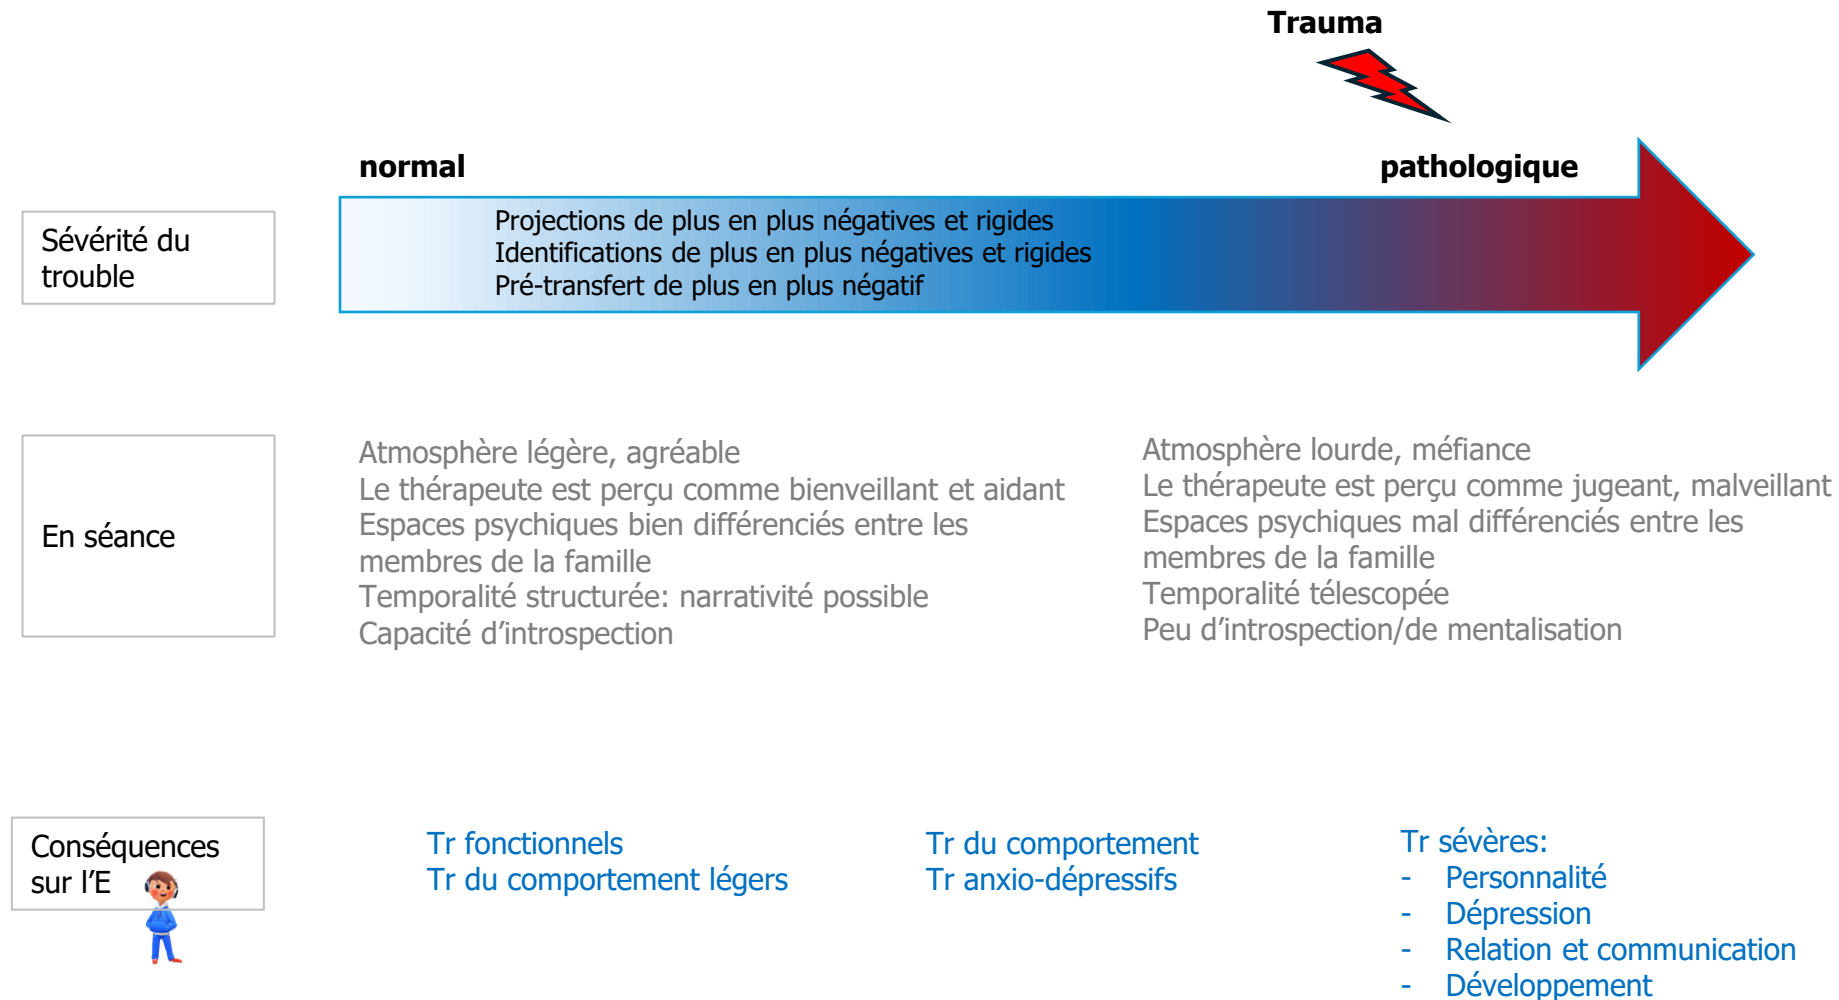 Trauma
normal
pathologique
Sévérité du
trouble
Projections de plus en plus négatives et rigides
Identifications de plus en plus négatives et rigides
Pré-transfert de plus en plus négatif
En séance
Atmosphère légère, agréable
Le thérapeute est perçu comme bienveillant et aidant
Espaces psychiques bien différenciés entre les
membres de la famille
Temporalité structurée: narrativité possible
Capacité d’introspection
Atmosphère lourde, méfiance
Le thérapeute est perçu comme jugeant, malveillant
Espaces psychiques mal différenciés entre les
membres de la famille
Temporalité télescopée
Peu d’introspection/de mentalisation
Conséquences
sur l’E
Tr fonctionnels
Tr du comportement légers
Tr du comportement
Tr anxio-dépressifs
Tr sévères:
- Personnalité
- Dépression
- Relation et communication
- Développement